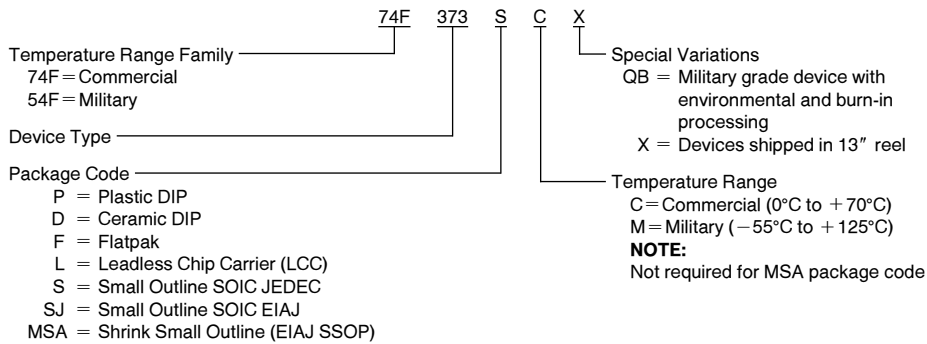 74F 373 S C X
Temperature Range Family
74F = Commercial
54F = Military
Device Type
Package Code
P = Plastic DIP
D = Ceramic DIP
F = Flatpak
L = Leadless Chip Carrier (LCC)
S = Small Outline SOIC JEDEC
SJ = Small Outline SOIC EIAJ
MSA = Shrink Small Outline (EIAJ SSOP)
Special Variations
QB = Military grade device with
environmental and burn-in
processing
X = Devices shipped in 13″ reel
Temperature Range
C = Commercial (0°C to +70°C)
M = Military (−55°C to +125°C)
NOTE:
Not required for MSA package code